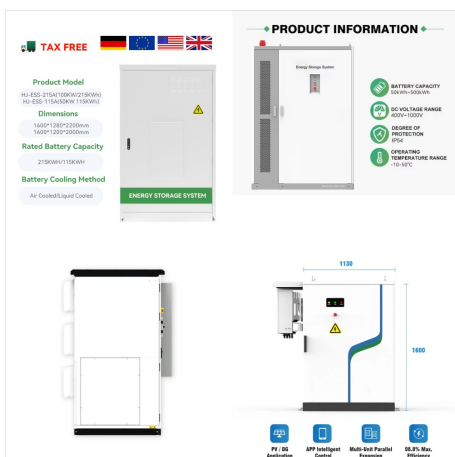 TAX FREE
Product Model
HJ-ESS-215A(100KW/215KWh)
HJ-ESS-115A(50KW 115KWh)
Dimensions
1600*1280*2200mm
1600*1200*2000mm
Rated Battery Capacity
215KWH/115KWH
Battery Cooling Method
Air Cooled/Liquid Cooled
ENERGY STORAGE SYSTEM
PRODUCT INFORMATION
Energy Storage System
BATTERY CAPACITY
50kWh~500kWh
DC VOLTAGE RANGE
400V~1000V
DEGREE OF
PROTECTION
IP54
OPERATING
TEMPERATURE RANGE
-10-50°C
1130
1600
PV / DG
Application
APP Intelligent
Control
Multi-Unit Parallel
Expansion
98.8% Max.
Efficiency